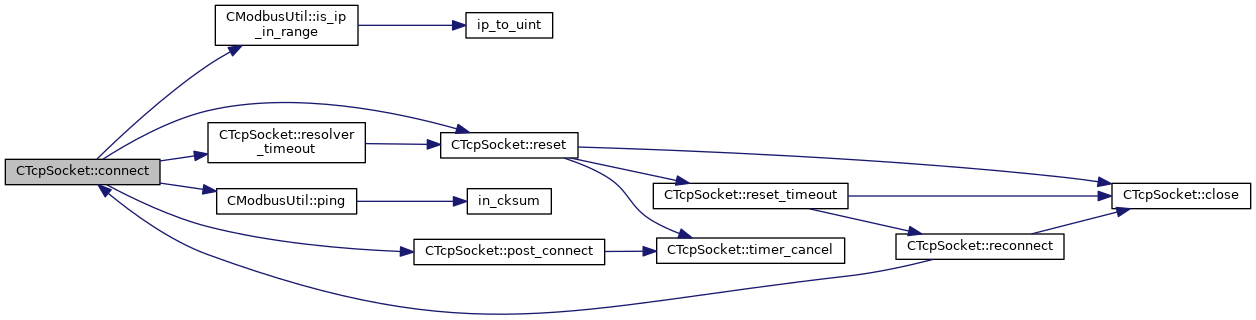 CModbusUtil::is_ip
_in_range
ip_to_uint
CTcpSocket::resolver
_timeout
CTcpSocket::reset
CTcpSocket::connect
CTcpSocket::reset_timeout
CTcpSocket::close
CModbusUtil::ping
in_cksum
CTcpSocket::post_connect
CTcpSocket::timer_cancel
CTcpSocket::reconnect